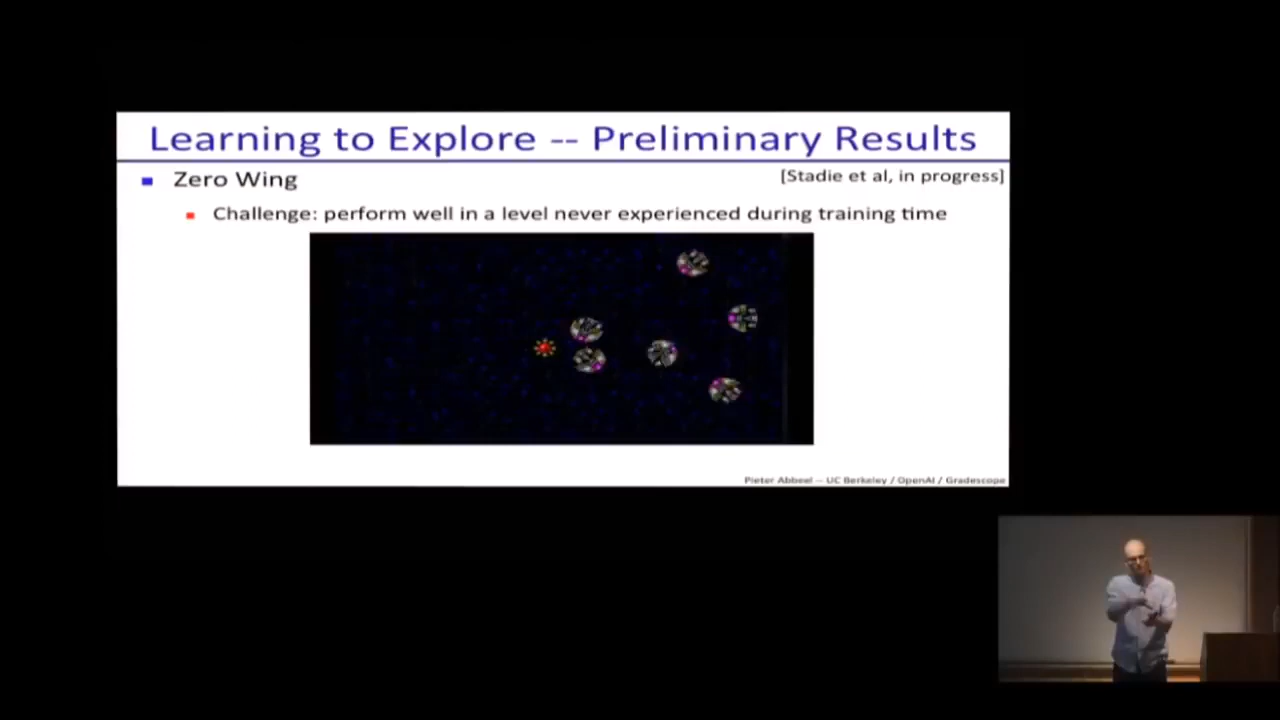 Learning to Explore -- Preliminary Results
Zero Wing
[Stadie et al, in progress]
Challenge: perform well in a level never experienced during training time
Pieter Abbeel -- UC Berkeley / OpenAI / Gradescope